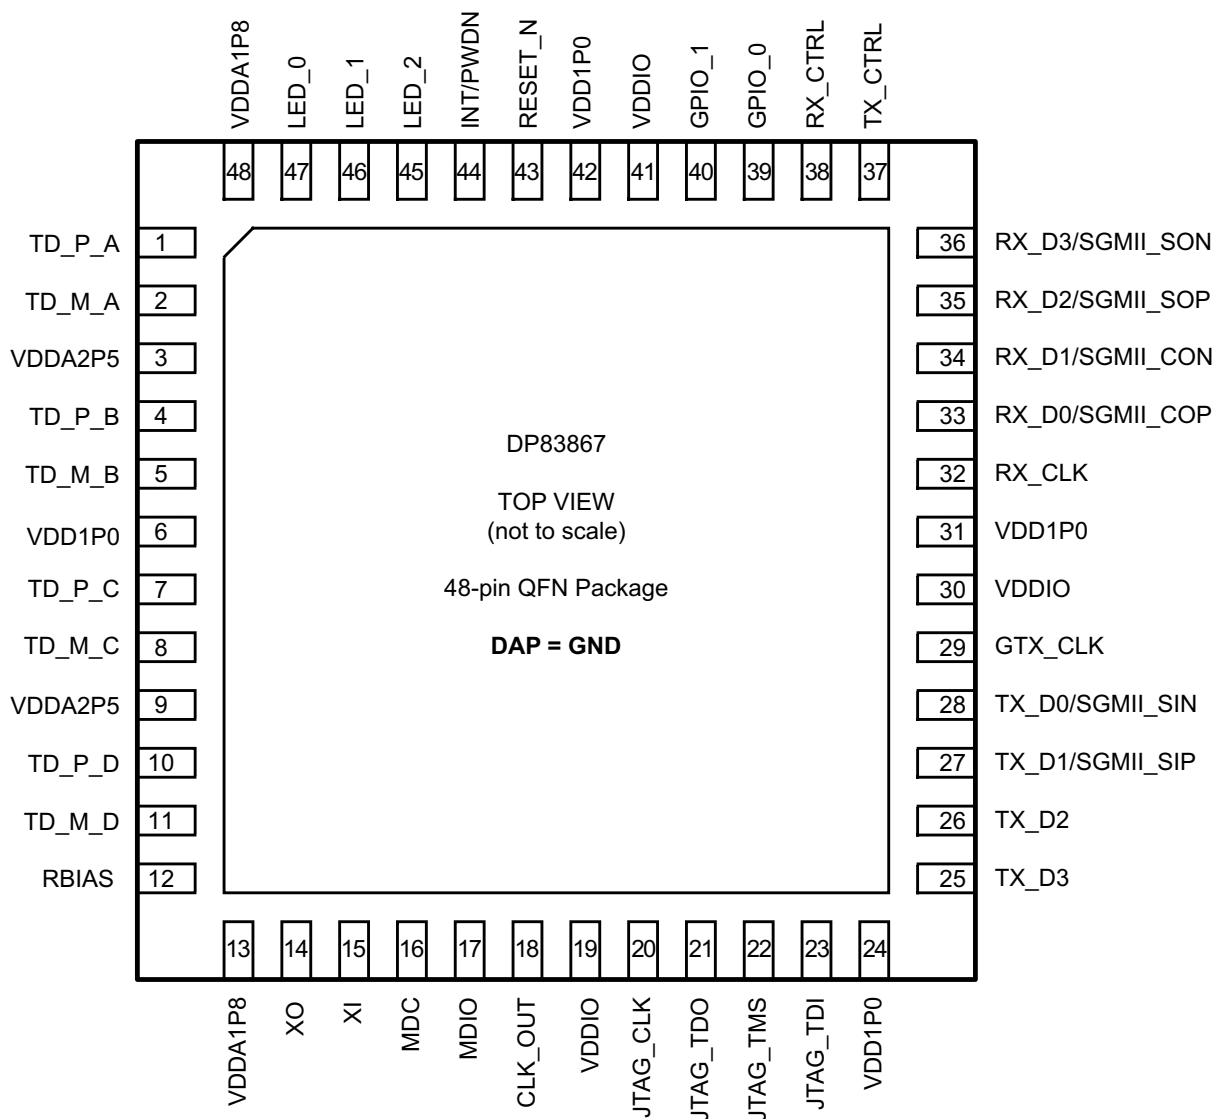 VDDA1P8
LED_0
LED_1
LED_2
INT/PWDN
RESET_N
VDD1P0
VDDIO
GPIO_1
GPIO_0
RX_CTRL
TX_CTRL
48
47
46
45
44
43
42
41
40
39
38
37
TD_P_A 1
TD_M_A 2
VDDA2P5 3
TD_P_B 4
TD_M_B 5
VDD1P0 6
TD_P_C 7
TD_M_C 8
VDDA2P5 9
TD_P_D 10
TD_M_D 11
RBIAS 12
DP83867
TOP VIEW
(not to scale)
48-pin QFN Package
DAP = GND
36 RX_D3/SGMII_SON
35 RX_D2/SGMII_SOP
34 RX_D1/SGMII_CON
33 RX_D0/SGMII_COP
32 RX_CLK
31 VDD1P0
30 VDDIO
29 GTX_CLK
28 TX_D0/SGMII_SIN
27 TX_D1/SGMII_SIP
26 TX_D2
25 TX_D3
13
14
15
16
17
18
19
20
21
22
23
24
VDDA1P8
XO
XI
MDC
MDIO
CLK_OUT
VDDIO
JTAG_CLK
JTAG_TDO
JTAG_TMS
JTAG_TDI
VDD1P0